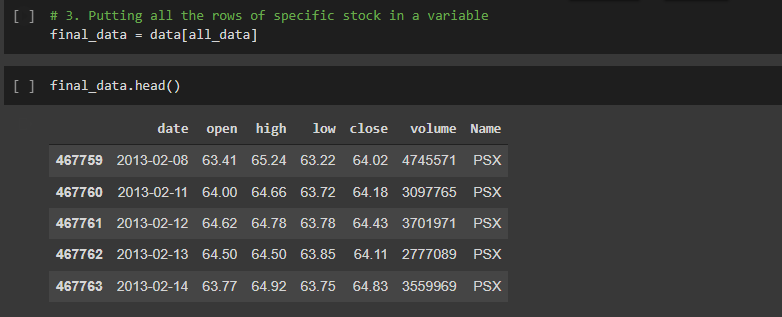 [ ] # 3. Putting all the rows of specific stock in a variable
final_data = data[all_data]
[ ] final_data.head()
date open high low close volume Name
467759 2013-02-08 63.41 65.24 63.22 64.02 4745571 PSX
467760 2013-02-11 64.00 64.66 63.72 64.18 3097765 PSX
467761 2013-02-12 64.62 64.78 63.78 64.43 3701971 PSX
467762 2013-02-13 64.50 64.50 63.85 64.11 2777089 PSX
467763 2013-02-14 63.77 64.92 63.75 64.83 3559969 PSX